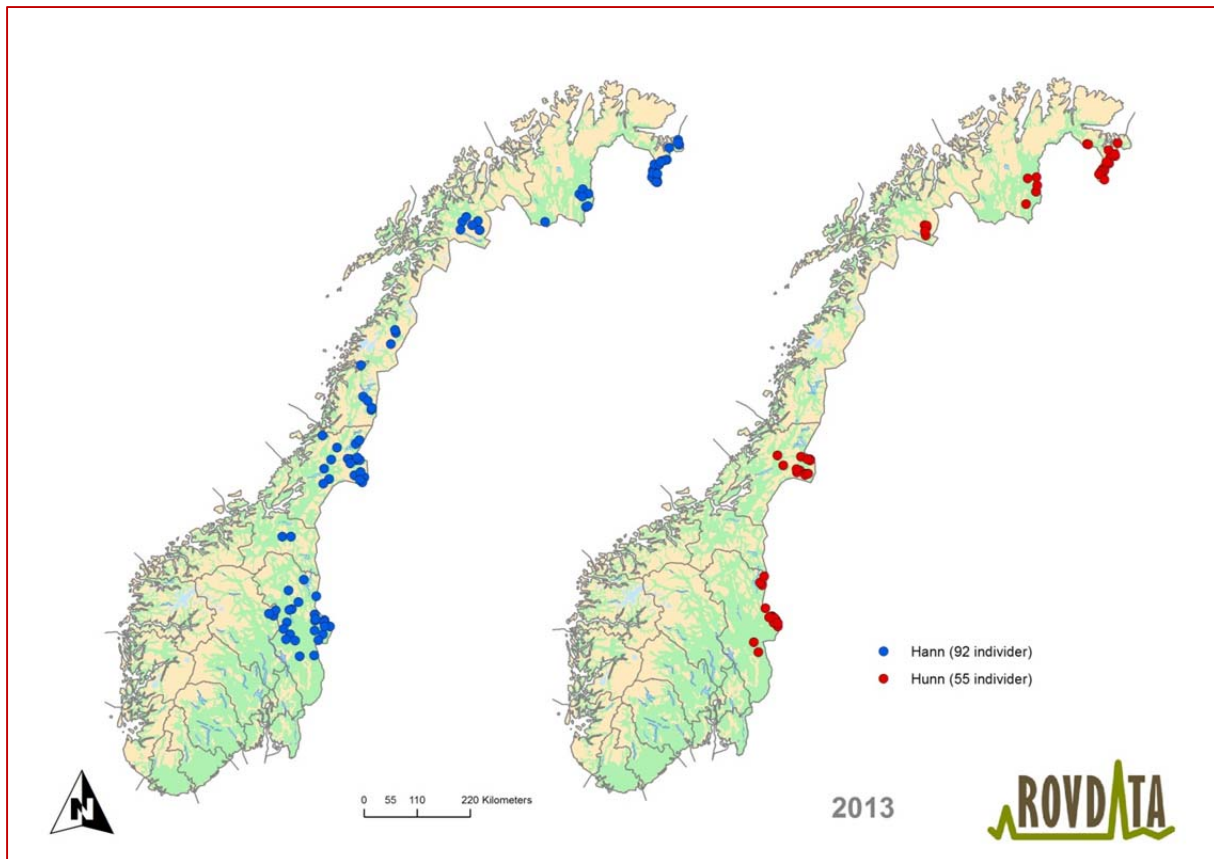 Hann (92 individer)
Hunn (55 individer)
N
0 55 110 220 Kilometers
2013
ROVDATA